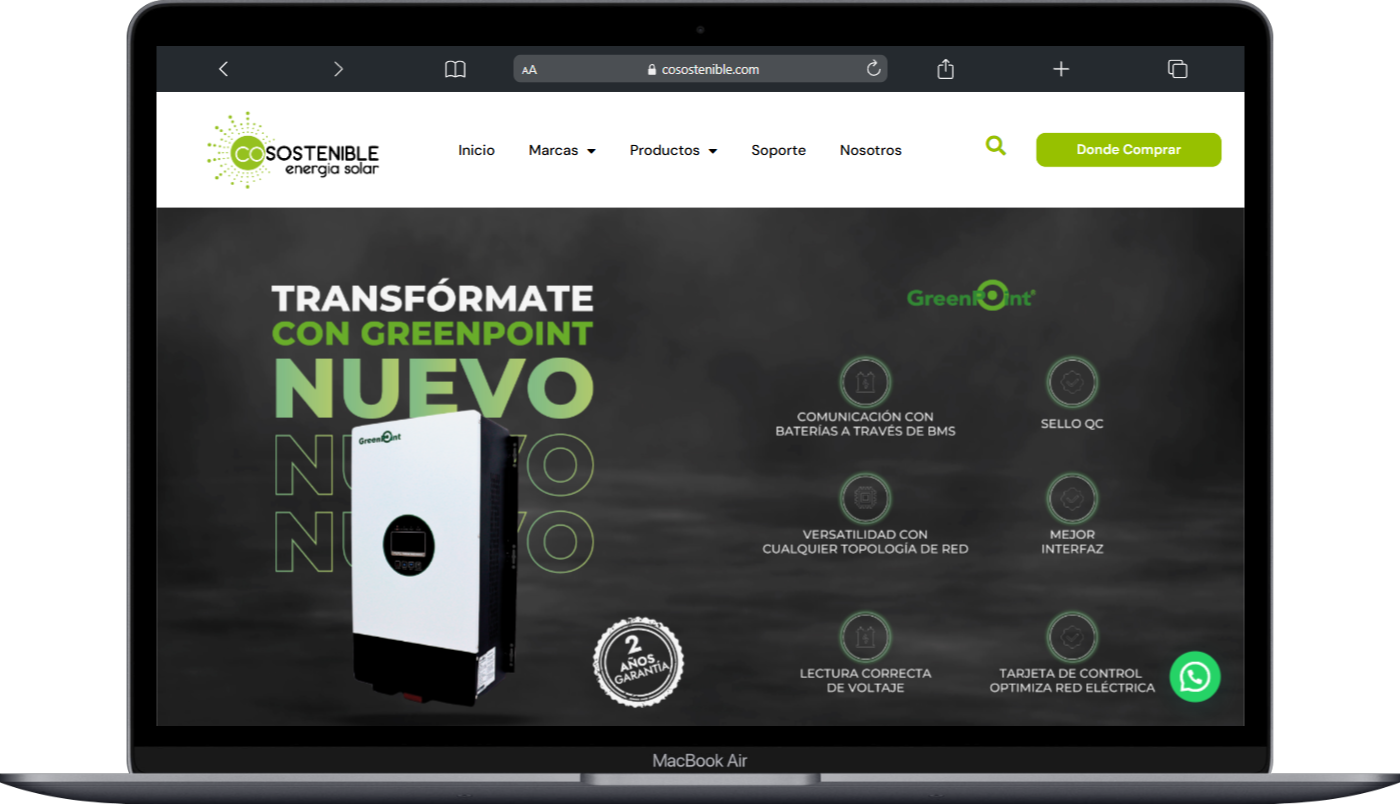 AA
cosostenible.com
COSOSTENIBLE
energía solar
Inicio
Marcas
Productos
Soporte
Nosotros
Donde Comprar
TRANSFÓRMATE
CON GREENPOINT
NUEVO
NUEVO
NUEVO
GreenPoint
2
AÑOS
GARANTÍA
GreenPoint®
COMUNICACIÓN CON
BATERÍAS A TRAVÉS DE BMS
SELLO QC
VERSATILIDAD CON
CUALQUIER TOPOLOGÍA DE RED
MEJOR
INTERFAZ
LECTURA CORRECTA
DE VOLTAJE
TARJETA DE CONTROL
OPTIMIZA RED ELÉCTRICA
MacBook Air